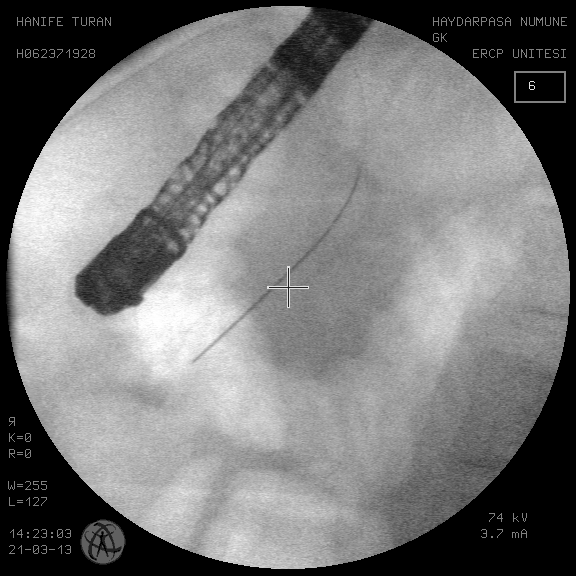 HANIFE TURAN
H062371928
HAYDARPASA NUMUNE
GK
ERCP UNITESI
6
Я
K=0
R=0
W=255
L=127
14:23:03
21-03-13
74 kV
3.7 mA